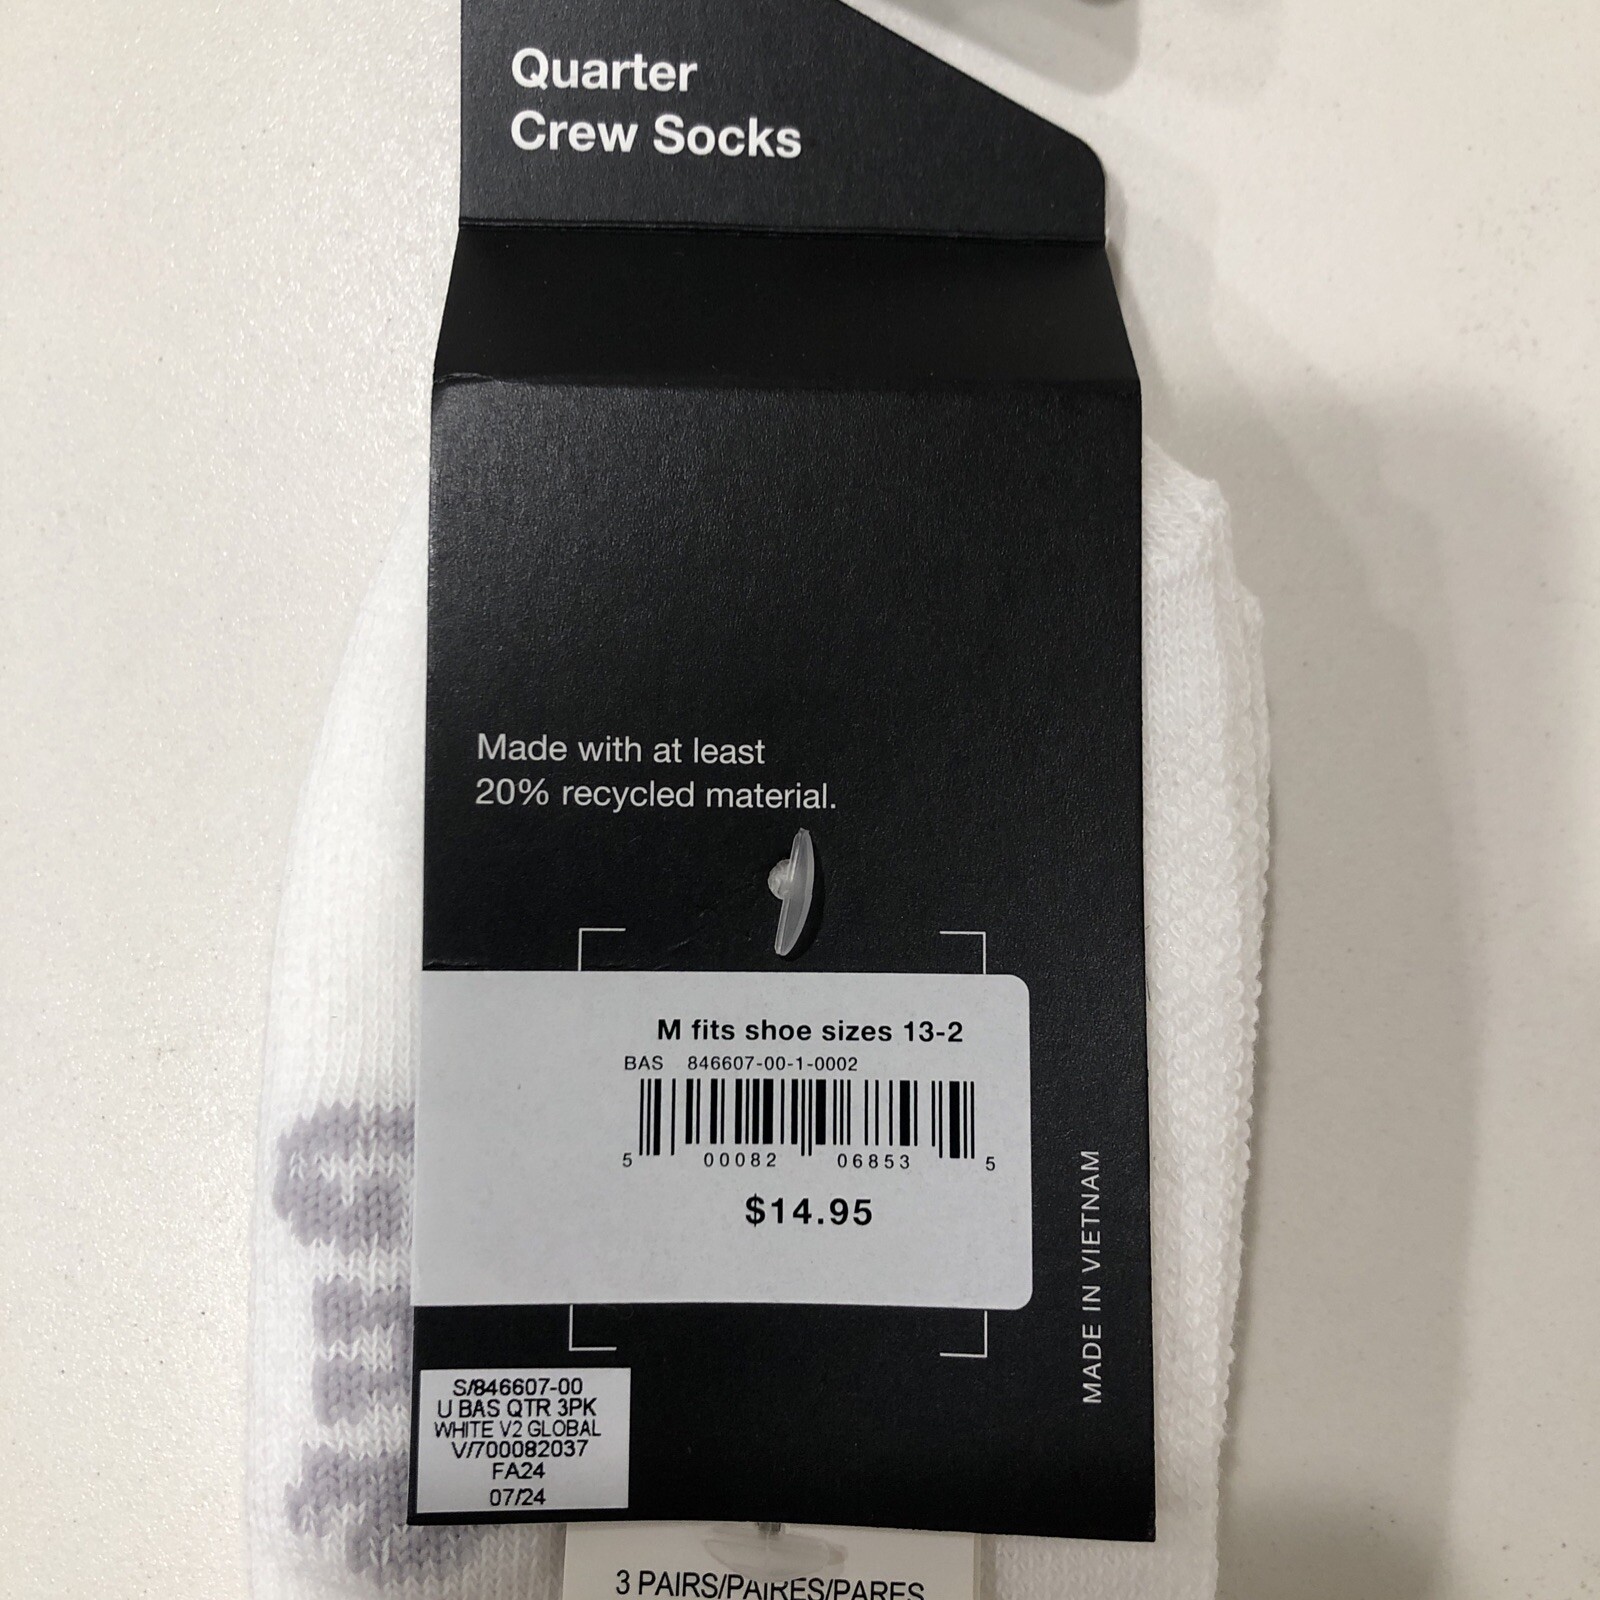 Quarter
Crew Socks
Made with at least
20% recycled material.
M fits shoe sizes 13-2
BAS 846607-00-1-0002
5 00082 06853 5
$14.95
MADE IN VIETNAM
S/846607-00
U BAS QTR 3PK
WHITE V2 GLOBAL
V/700082037
FA24
07/24
3 PAIRS/PAIRES/PARES